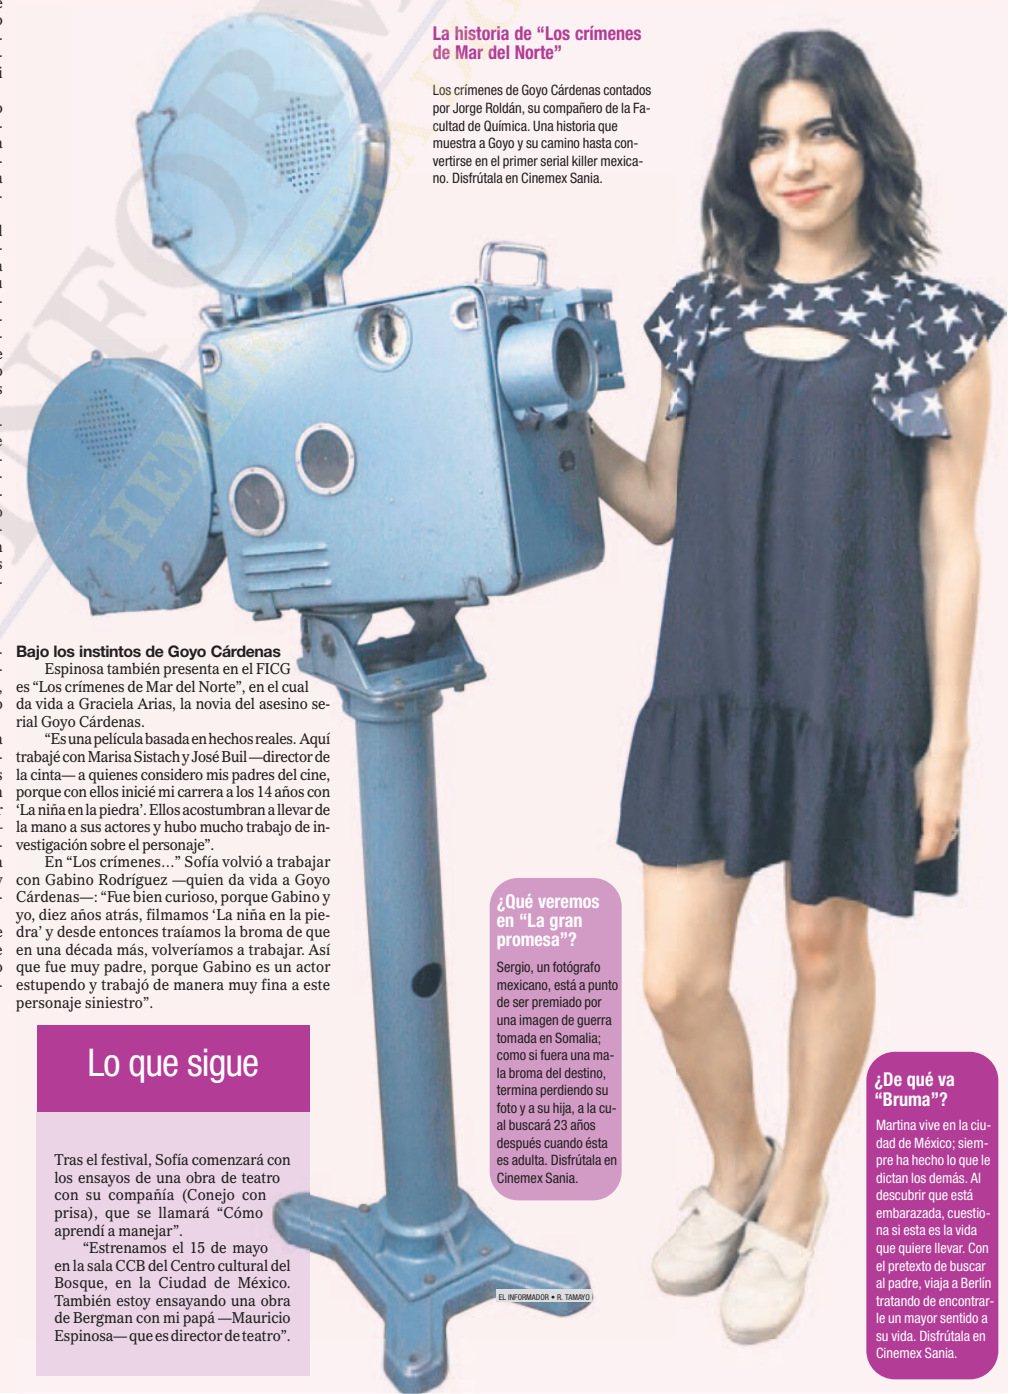 La historia de “Los crímenes
de Mar del Norte”
Los crímenes de Goyo Cárdenas contados
por Jorge Roldán, su compañero de la Fa-
cultad de Química. Una historia que
muestra a Goyo y su camino hasta con-
vertirse en el primer serial killer mexica-
no. Disfrútala en Cinemex Sania.
Bajo los instintos de Goyo Cárdenas
Espinosa también presenta en el FICG
es “Los crímenes de Mar del Norte”, en el cual
da vida a Graciela Arias, la novia del asesino se-
rial Goyo Cárdenas.
“Es una película basada en hechos reales. Aquí
trabajé con Marisa Sistach y José Buil —director de
la cinta— a quienes considero mis padres del cine,
porque con ellos inicié mi carrera a los 14 años con
‘La niña en la piedra’. Ellos acostumbran a llevar de
la mano a sus actores y hubo mucho trabajo de in-
vestigación sobre el personaje”.
En “Los crímenes...” Sofía volvió a trabajar
con Gabino Rodríguez —quien da vida a Goyo
Cárdenas—: “Fue bien curioso, porque Gabino y
yo, diez años atrás, filmamos ‘La niña en la pie-
dra’ y desde entonces traíamos la broma de que
en una década más, volveríamos a trabajar. Así
que fue muy padre, porque Gabino es un actor
estupendo y trabajó de manera muy fina a este
personaje siniestro”.
Lo que sigue
Tras el festival, Sofía comenzará con
los ensayos de una obra de teatro
con su compañía (Conejo con
prisa), que se llamará “Cómo
aprendí a manejar”.
“Estrenamos el 15 de mayo
en la sala CCB del Centro cultural del
Bosque, en la Ciudad de México.
También estoy ensayando una obra
de Bergman con mi papá —Mauricio
Espinosa— que es director de teatro”.
¿Qué veremos
en “La gran
promesa”?
Sergio, un fotógrafo
mexicano, está a punto
de ser premiado por
una imagen de guerra
tomada en Somalia;
como si fuera una ma-
la broma del destino,
termina perdiendo su
foto y a su hija, a la cu-
al buscará 23 años
después cuando ésta
es adulta. Disfrútala en
Cinemex Sania.
EL INFORMADOR • R. TAMAYO
¿De qué va
“Bruma”?
Martina vive en la ciu-
dad de México; siem-
pre ha hecho lo que le
dictan los demás. Al
descubrir que está
embarazada, cuestio-
na si esta es la vida
que quiere llevar. Con
el pretexto de buscar
al padre, viaja a Berlín
tratando de encontrar-
le un mayor sentido a
su vida. Disfrútala en
Cinemex Sania.